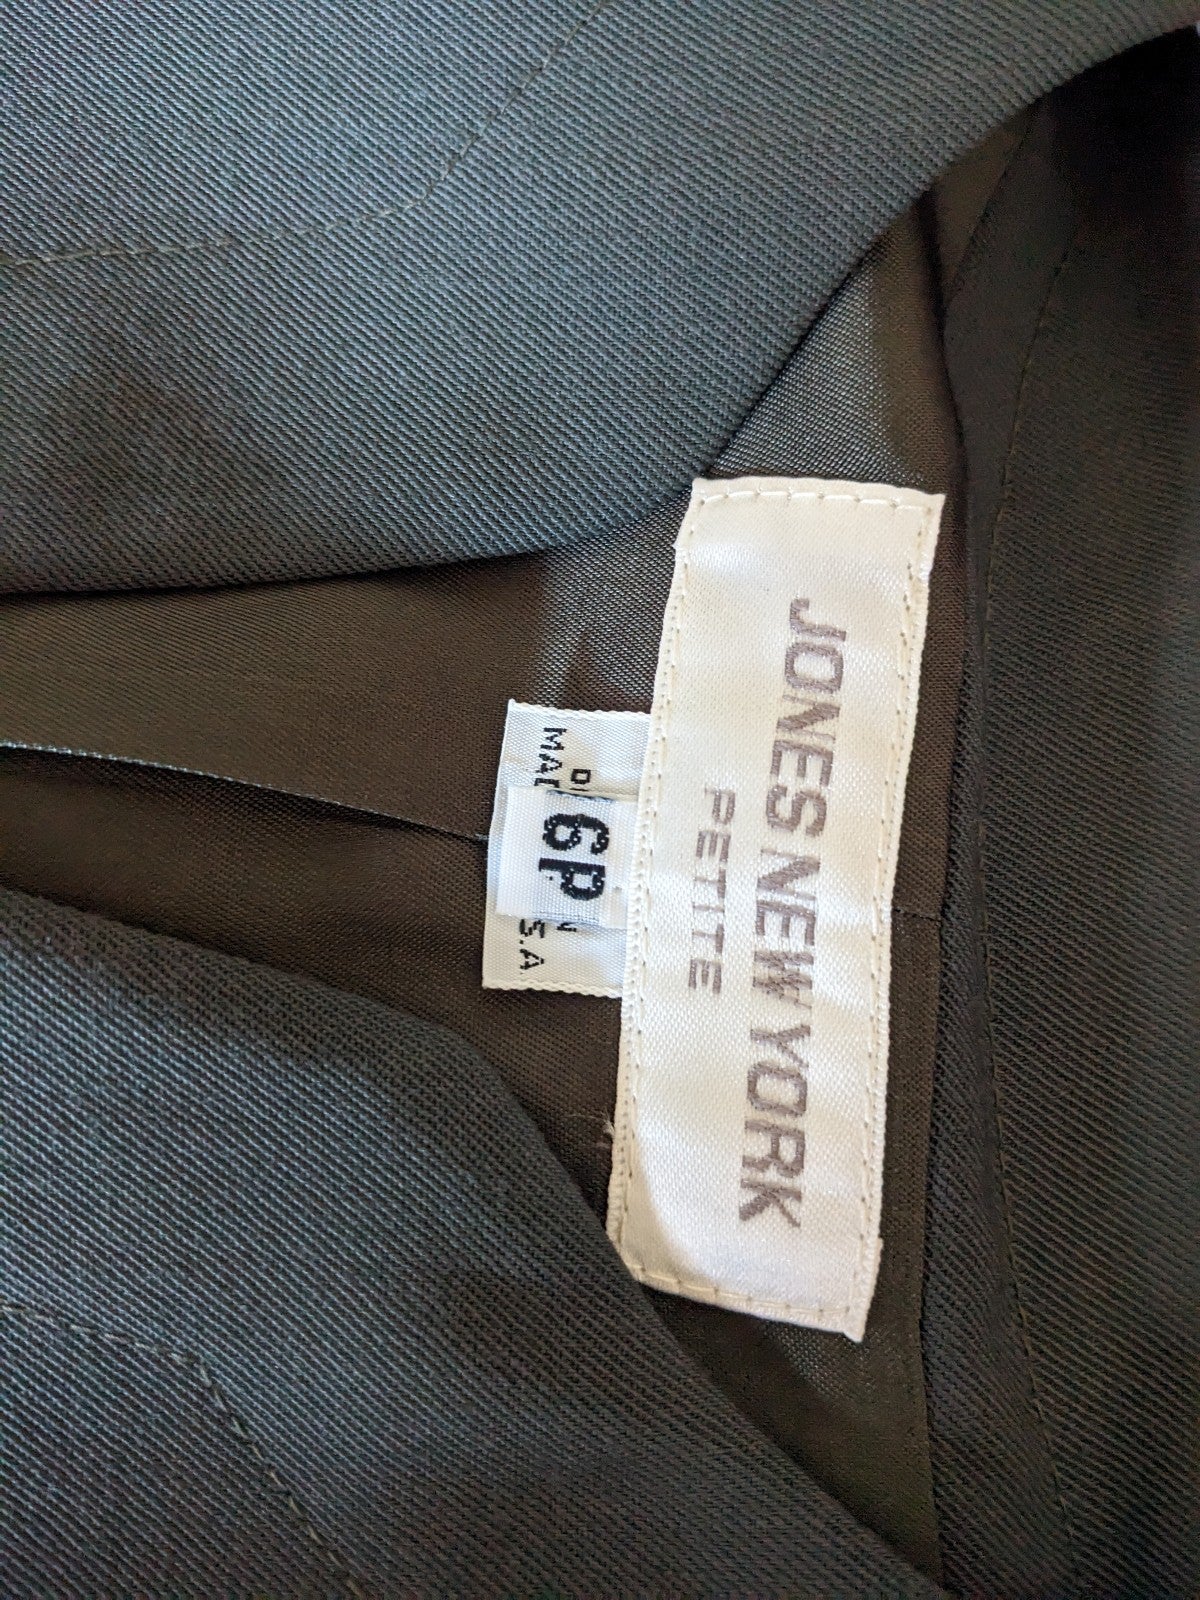 JONES NEW YORK
PETITE
6P
S.A.